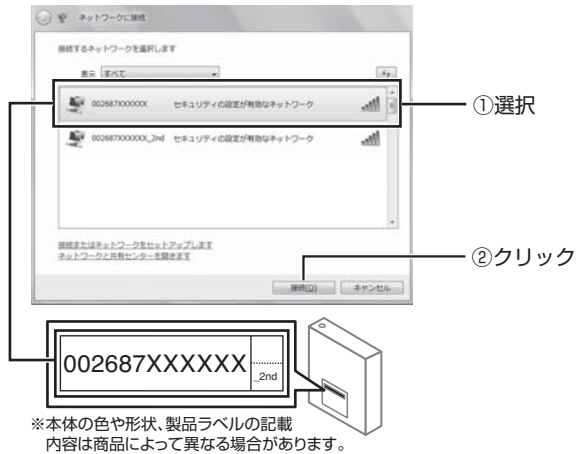 ネットワークに接続
接続するネットワークを選択します
表示 すべて
002687XXXXXX セキュリティの設定が有効なネットワーク
①選択
002687XXXXXX_2nd セキュリティの設定が有効なネットワーク
接続またはネットワークをセットアップします
ネットワークと共有センターを開きます
②クリック
接続(O) キャンセル
002687XXXXXX _2nd
※本体の色や形状、製品ラベルの記載
内容は商品によって異なる場合があります。